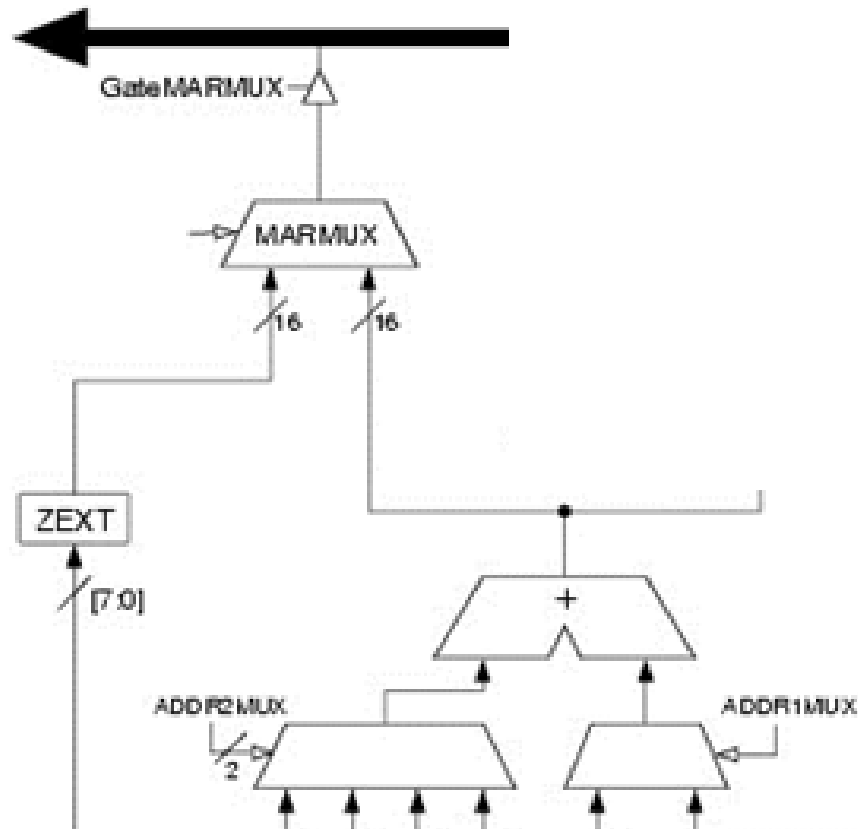 GateMARMUX
MARMUX
16
16
ZEXT
[7:0]
+
ADDR2MUX
ADDR1MUX
2